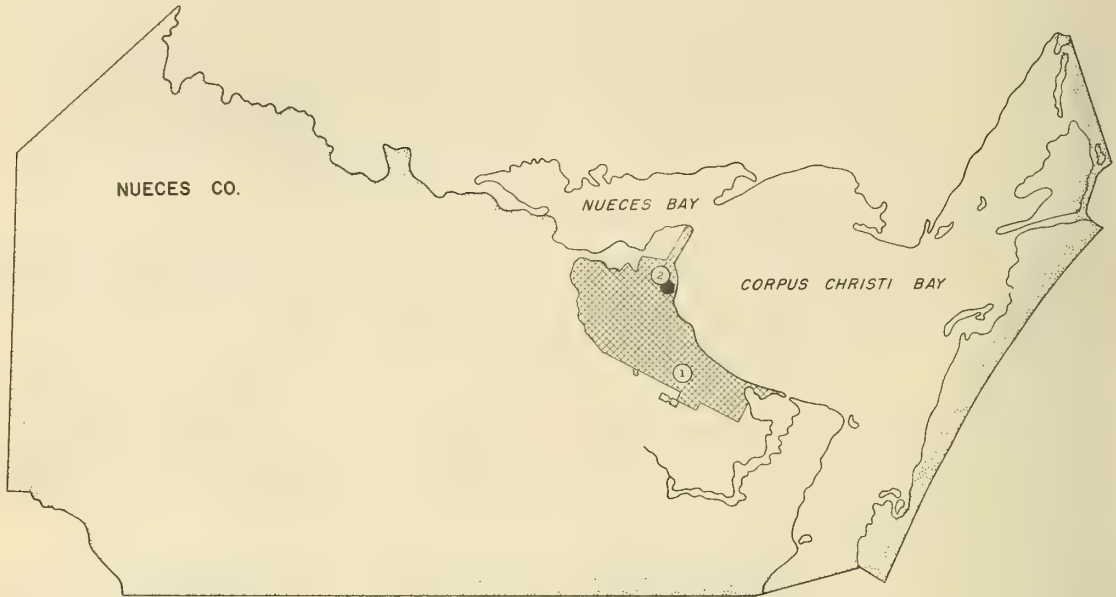 NUECES CO.
NUECES BAY
2
CORPUS CHRISTI BAY
1